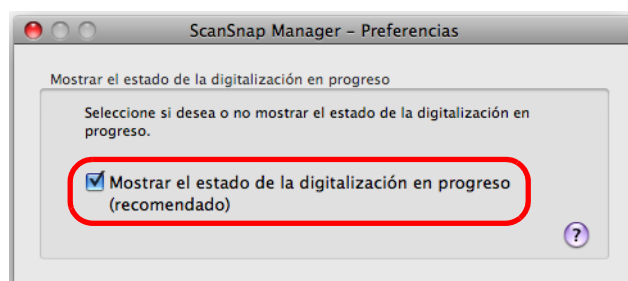 ScanSnap Manager – Preferencias
Mostrar el estado de la digitalización en progreso
Seleccione si desea o no mostrar el estado de la digitalización en
progreso.
Mostrar el estado de la digitalización en progreso
(recomendado)
?